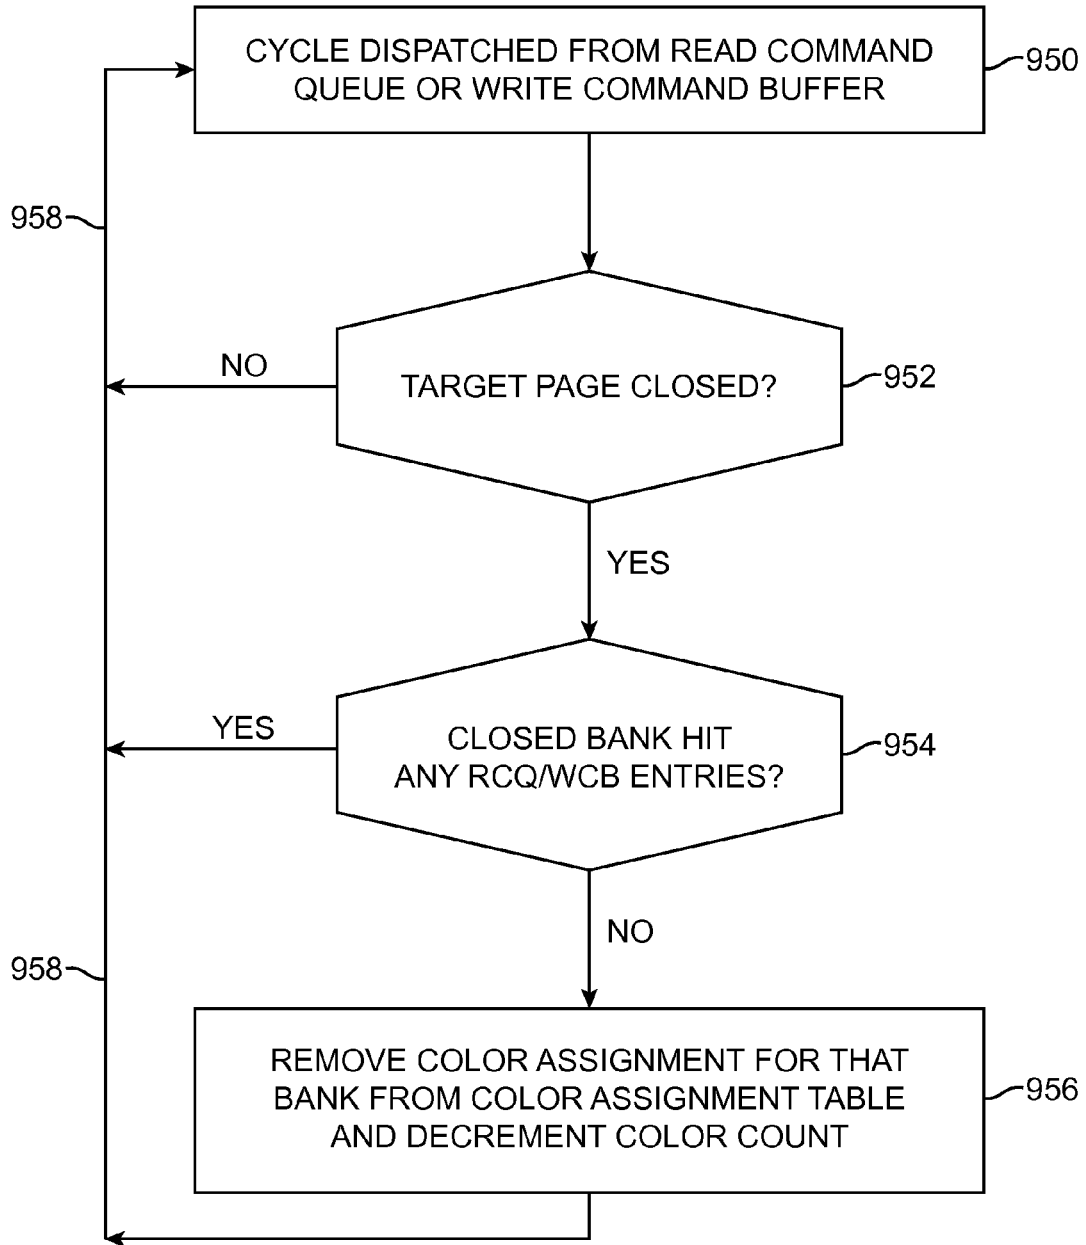 CYCLE DISPATCHED FROM READ COMMAND
QUEUE OR WRITE COMMAND BUFFER
950
958
NO
TARGET PAGE CLOSED?
952
YES
YES
CLOSED BANK HIT
ANY RCQ/WCB ENTRIES?
954
NO
958
REMOVE COLOR ASSIGNMENT FOR THAT
BANK FROM COLOR ASSIGNMENT TABLE
AND DECREMENT COLOR COUNT
956